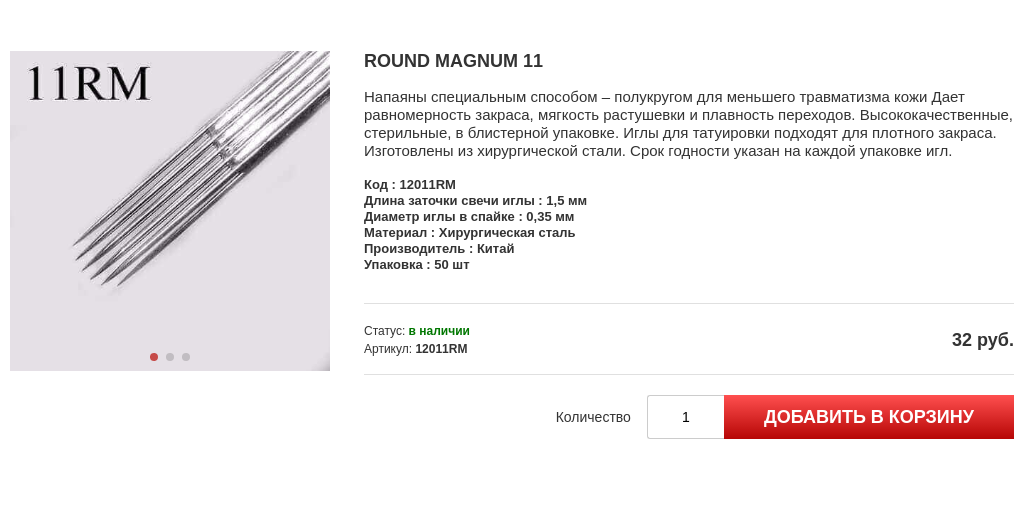 11RM
ROUND MAGNUM 11
Напаяны специальным способом – полукругом для меньшего травматизма кожи Дает
равномерность закраса, мягкость растушевки и плавность переходов. Высококачественные,
стерильные, в блистерной упаковке. Иглы для татуировки подходят для плотного закраса.
Изготовлены из хирургической стали. Срок годности указан на каждой упаковке игл.
Код : 12011RM
Длина заточки свечи иглы : 1,5 мм
Диаметр иглы в спайке : 0,35 мм
Материал : Хирургическая сталь
Производитель : Китай
Упаковка : 50 шт
Статус: в наличии
Артикул: 12011RM
32 руб.
Количество 1 ДОБАВИТЬ В КОРЗИНУ